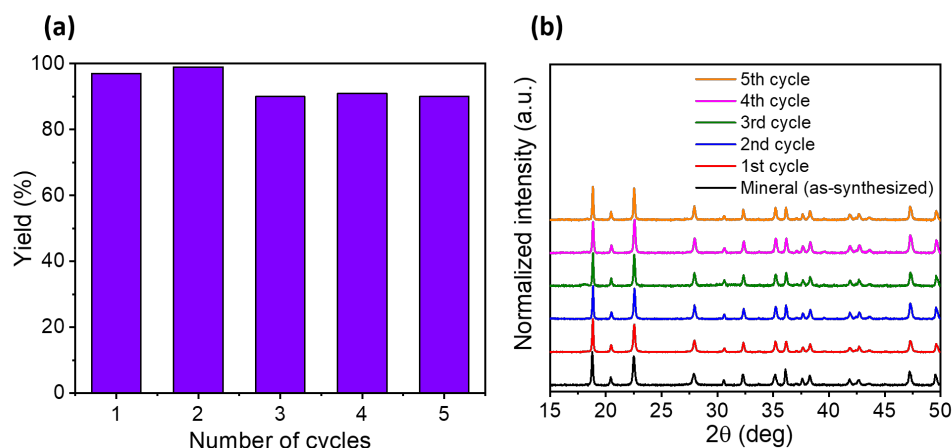 (a)
Yield (%)
100
80
60
40
20
0
1 2 3 4 5
Number of cycles
(b)
Normalized intensity (a.u.)
5th cycle
4th cycle
3rd cycle
2nd cycle
1st cycle
Mineral (as-synthesized)
15 20 25 30 35 40 45 50
2θ (deg)